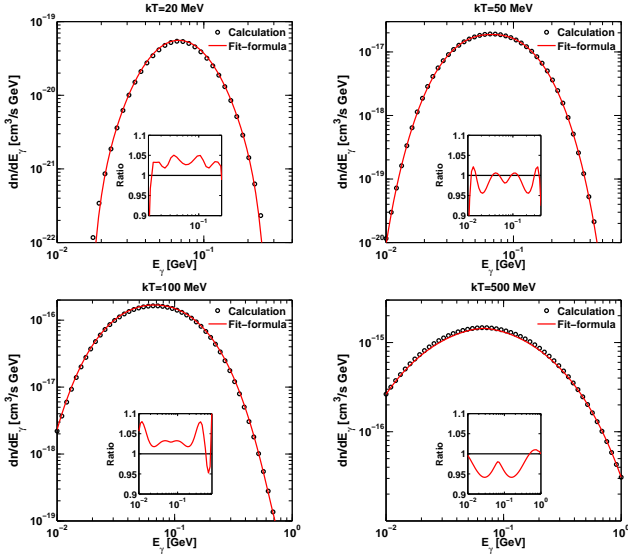 kT=20 MeV
10⁻¹⁹
10⁻²⁰
10⁻²¹
10⁻²²
dn/dE_γ [cm³/s GeV]
Calculation
Fit−formula
1.1
1.05
1
0.95
0.9
Ratio
10⁻¹
10⁻²
10⁻¹
E_γ [GeV]
kT=50 MeV
10⁻¹⁷
10⁻¹⁸
10⁻¹⁹
10⁻²⁰
dn/dE_γ [cm³/s GeV]
Calculation
Fit−formula
1.1
1.05
1
0.95
0.9
Ratio
10⁻²
10⁻¹
10⁻²
10⁻¹
E_γ [GeV]
kT=100 MeV
10⁻¹⁶
10⁻¹⁷
10⁻¹⁸
10⁻¹⁹
dn/dE_γ [cm³/s GeV]
Calculation
Fit−formula
1.1
1.05
1
0.95
0.9
Ratio
10⁻²
10⁻¹
10⁻²
10⁻¹
10⁰
E_γ [GeV]
kT=500 MeV
10⁻¹⁵
10⁻¹⁶
dn/dE_γ [cm³/s GeV]
Calculation
Fit−formula
1.1
1.05
1
0.95
0.9
Ratio
10⁻²
10⁻¹
10⁰
10⁻²
10⁻¹
10⁰
E_γ [GeV]